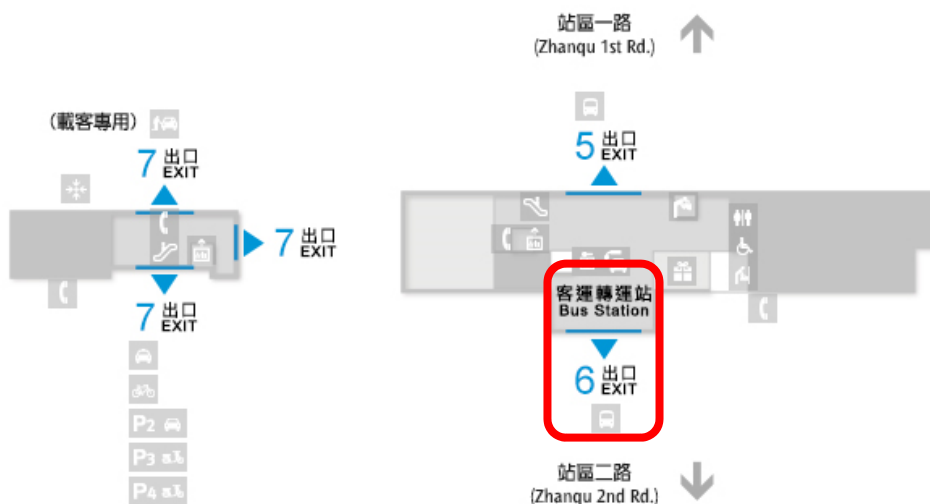 站區一路
(Zhanqu 1st Rd.)
(載客專用)
7 出口
EXIT
5 出口
EXIT
7 出口
EXIT
7 出口
EXIT
客運轉運站
Bus Station
6 出口
EXIT
P2
P3
P4
站區二路
(Zhanqu 2nd Rd.)